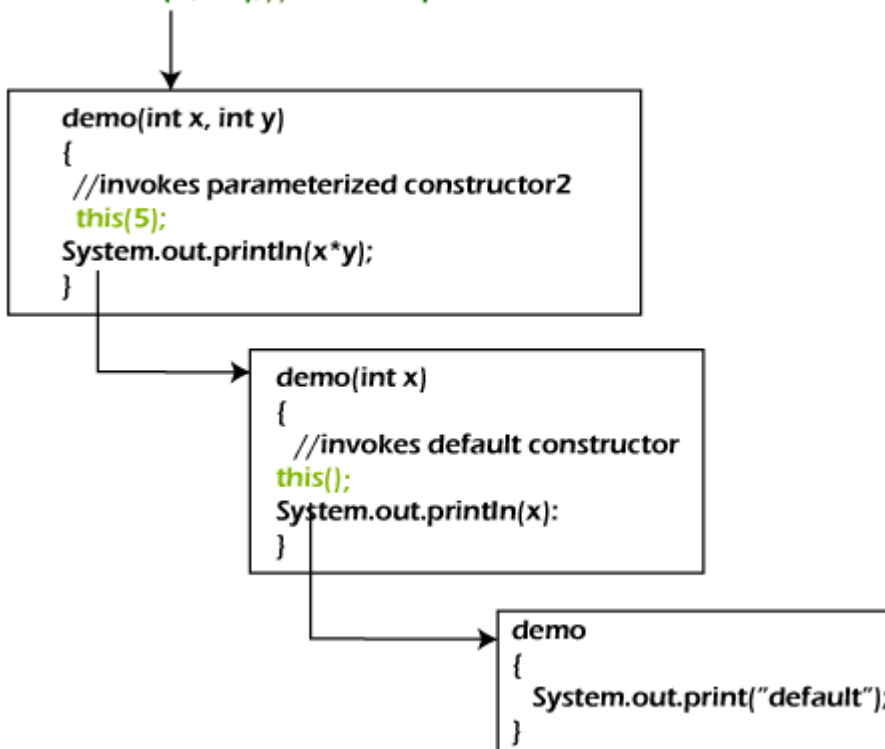 demo(int x, int y)
{
//invokes parameterized constructor2
this(5);
System.out.println(x*y);
}
demo(int x)
{
//invokes default constructor
this();
System.out.println(x):
}
demo
{
System.out.print("default");
}